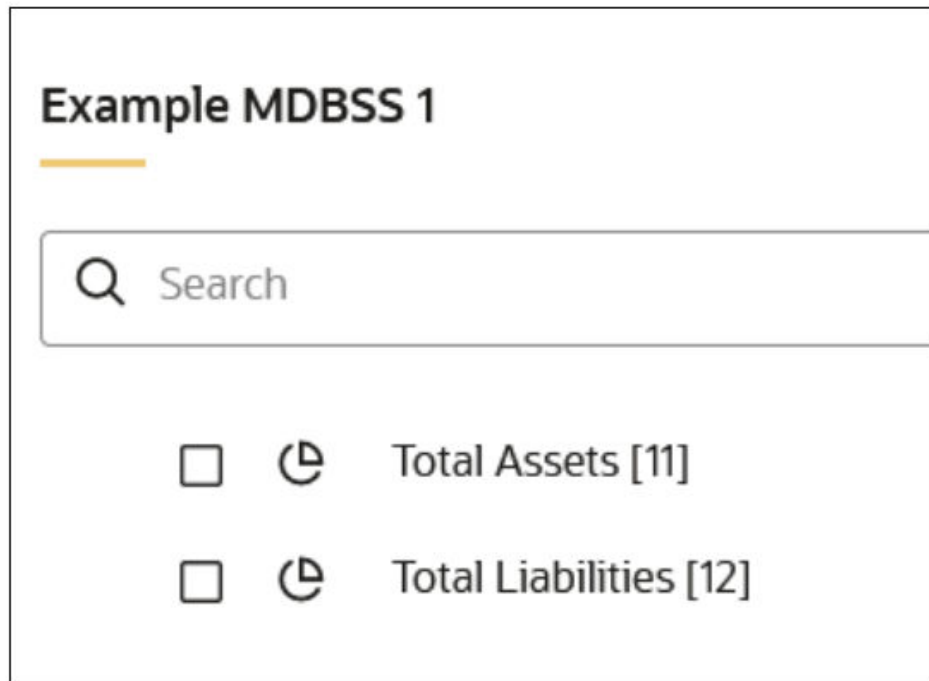 Example MDBSS 1
Search
Total Assets [11]
Total Liabilities [12]